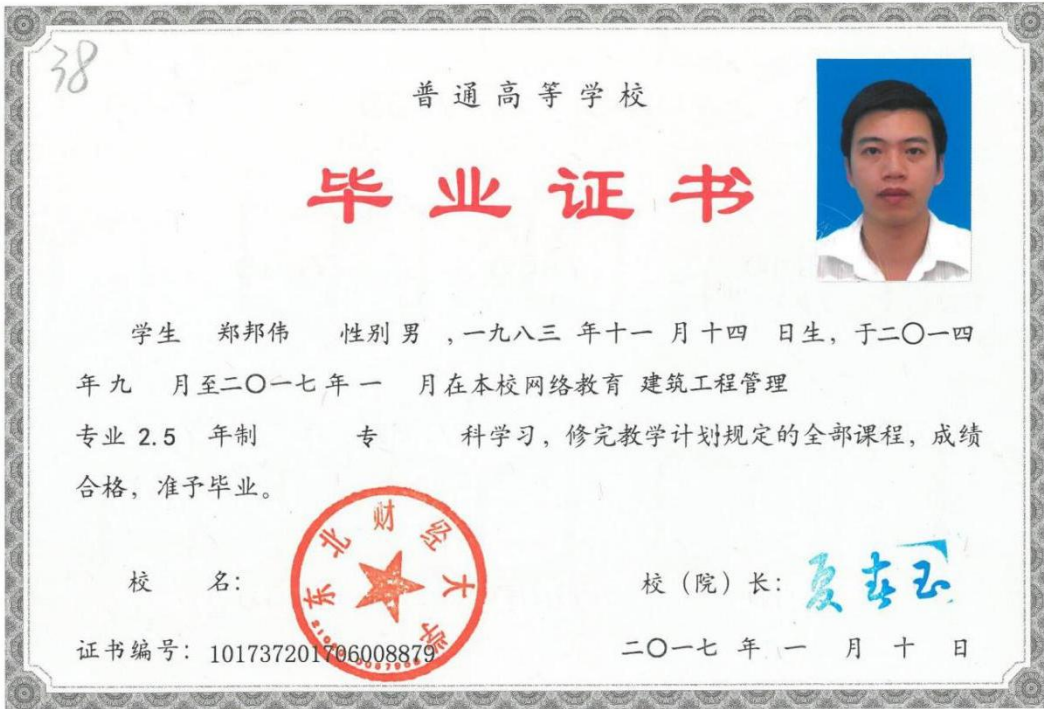 38
普通高等学校
毕业证书
学生 郑邦伟 性别 男 ,一九八三 年十一 月十四 日生，于二〇一四
年九 月至二〇一七年一 月在本校网络教育 建筑工程管理
专业 2.5 年制 专 科学习，修完教学计划规定的全部课程，成绩
合格，准予毕业。
东北财经大学
校 名： 校（院）长： 夏春玉
证书编号：101737201706008879 二〇一七 年 一 月 十 日